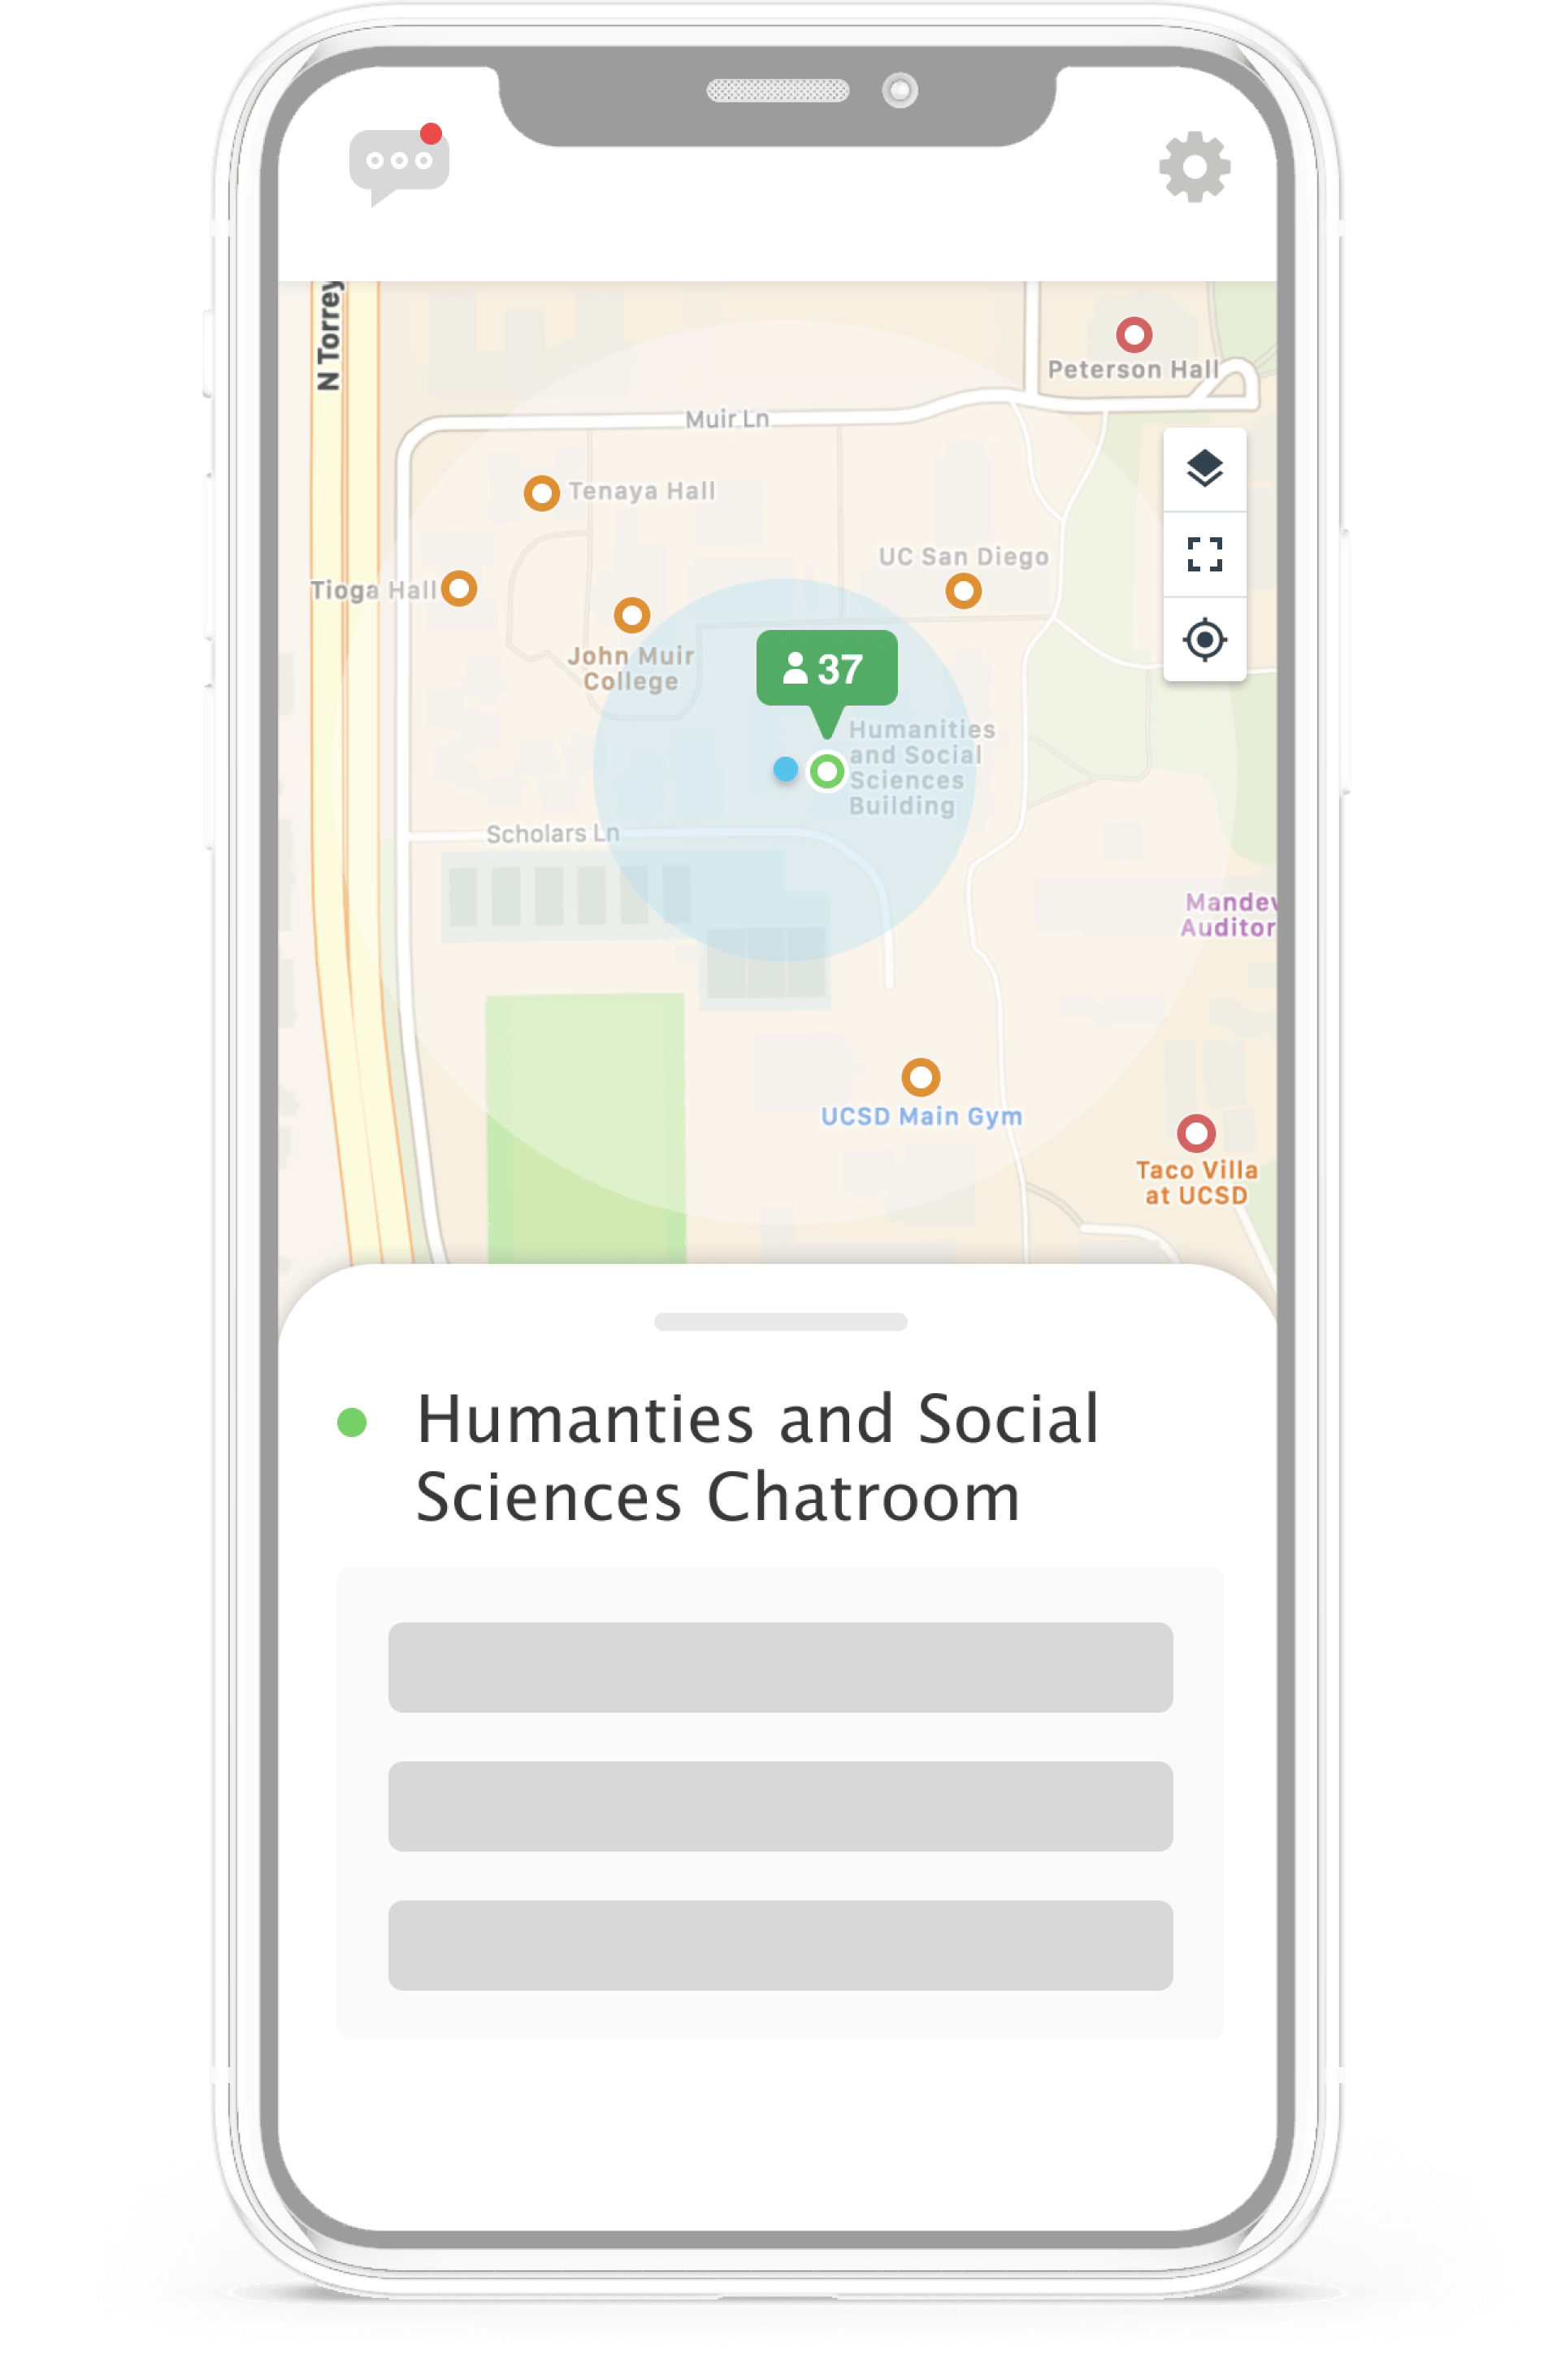 N Torrey
Peterson Hall
Muir Ln
Tenaya Hall
UC San Diego
Tioga Hall
John Muir
College
37
Humanities
and Social
Sciences
Building
Scholars Ln
Mandev
Auditor
UCSD Main Gym
Taco Villa
at UCSD
Humanties and Social
Sciences Chatroom